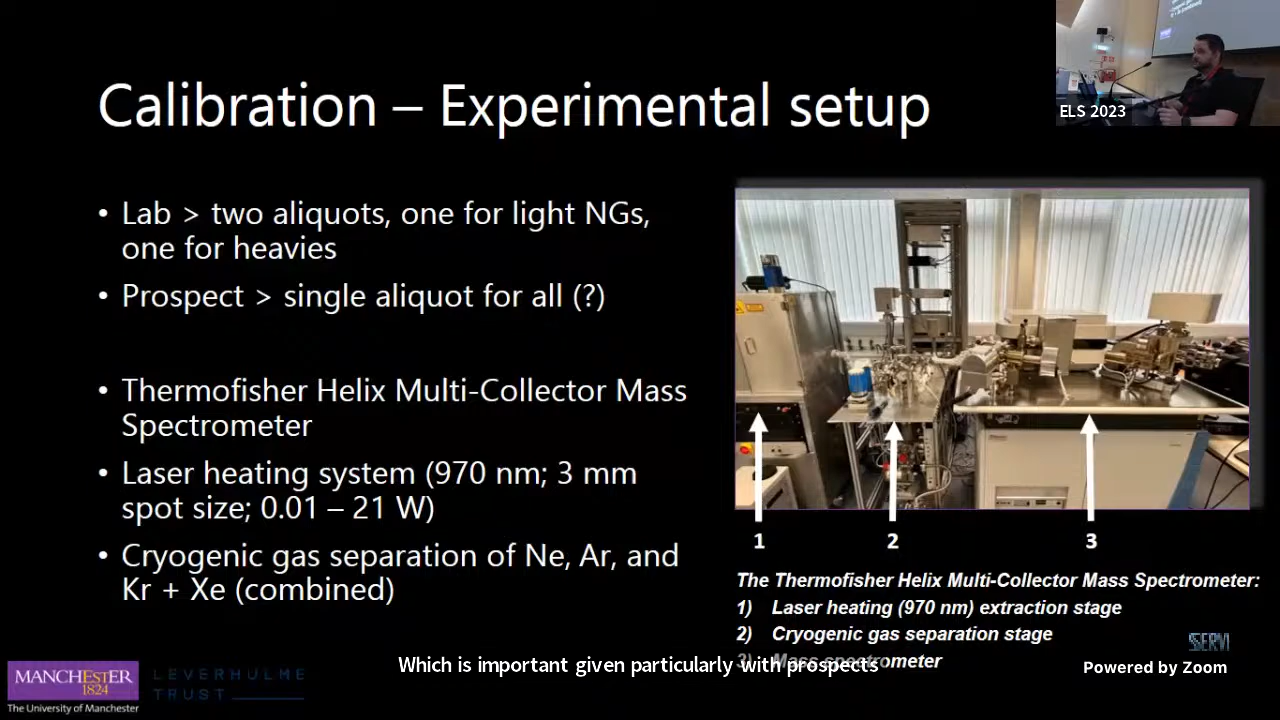 Calibration – Experimental setup
ELS 2023
• Lab > two aliquots, one for light NGs,
one for heavies
• Prospect > single aliquot for all (?)
• Thermofisher Helix Multi-Collector Mass
Spectrometer
• Laser heating system (970 nm; 3 mm
spot size; 0.01 – 21 W)
• Cryogenic gas separation of Ne, Ar, and
Kr + Xe (combined)
1 2 3
The Thermofisher Helix Multi-Collector Mass Spectrometer:
1) Laser heating (970 nm) extraction stage
2) Cryogenic gas separation stage
3) Mass spectrometer
Which is important given particularly with prospects
SERVI
Powered by Zoom
MANCHESTER
1824
The University of Manchester
LEVERHULME
TRUST